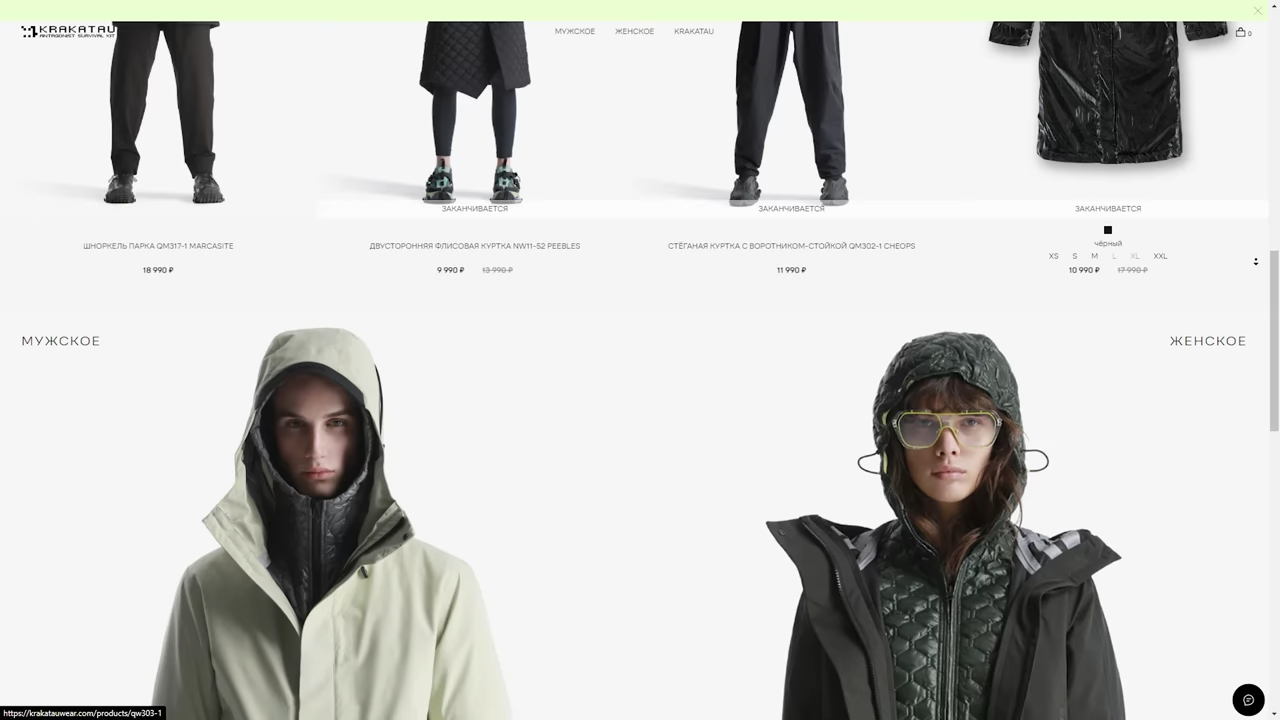 KRAKATAU
ANTAGONIST SURVIVAL KIT
МУЖСКОЕ
ЖЕНСКОЕ
KRAKATAU
0
ЗАКАНЧИВАЕТСЯ
ЗАКАНЧИВАЕТСЯ
ЗАКАНЧИВАЕТСЯ
ШНОРКЕЛЬ ПАРКА QM317-1 MARCASITE
18 990 ₽
ДВУСТОРОННЯЯ ФЛИСОВАЯ КУРТКА NW11-52 PEEBLES
9 990 ₽ 13 990 ₽
СТЁГАНАЯ КУРТКА С ВОРОТНИКОМ-СТОЙКОЙ QM302-1 CHEOPS
11 990 ₽
чёрный
XS S M L XL XXL
10 990 ₽ 17 990 ₽
МУЖСКОЕ
ЖЕНСКОЕ
https://krakatauwear.com/products/qw303-1